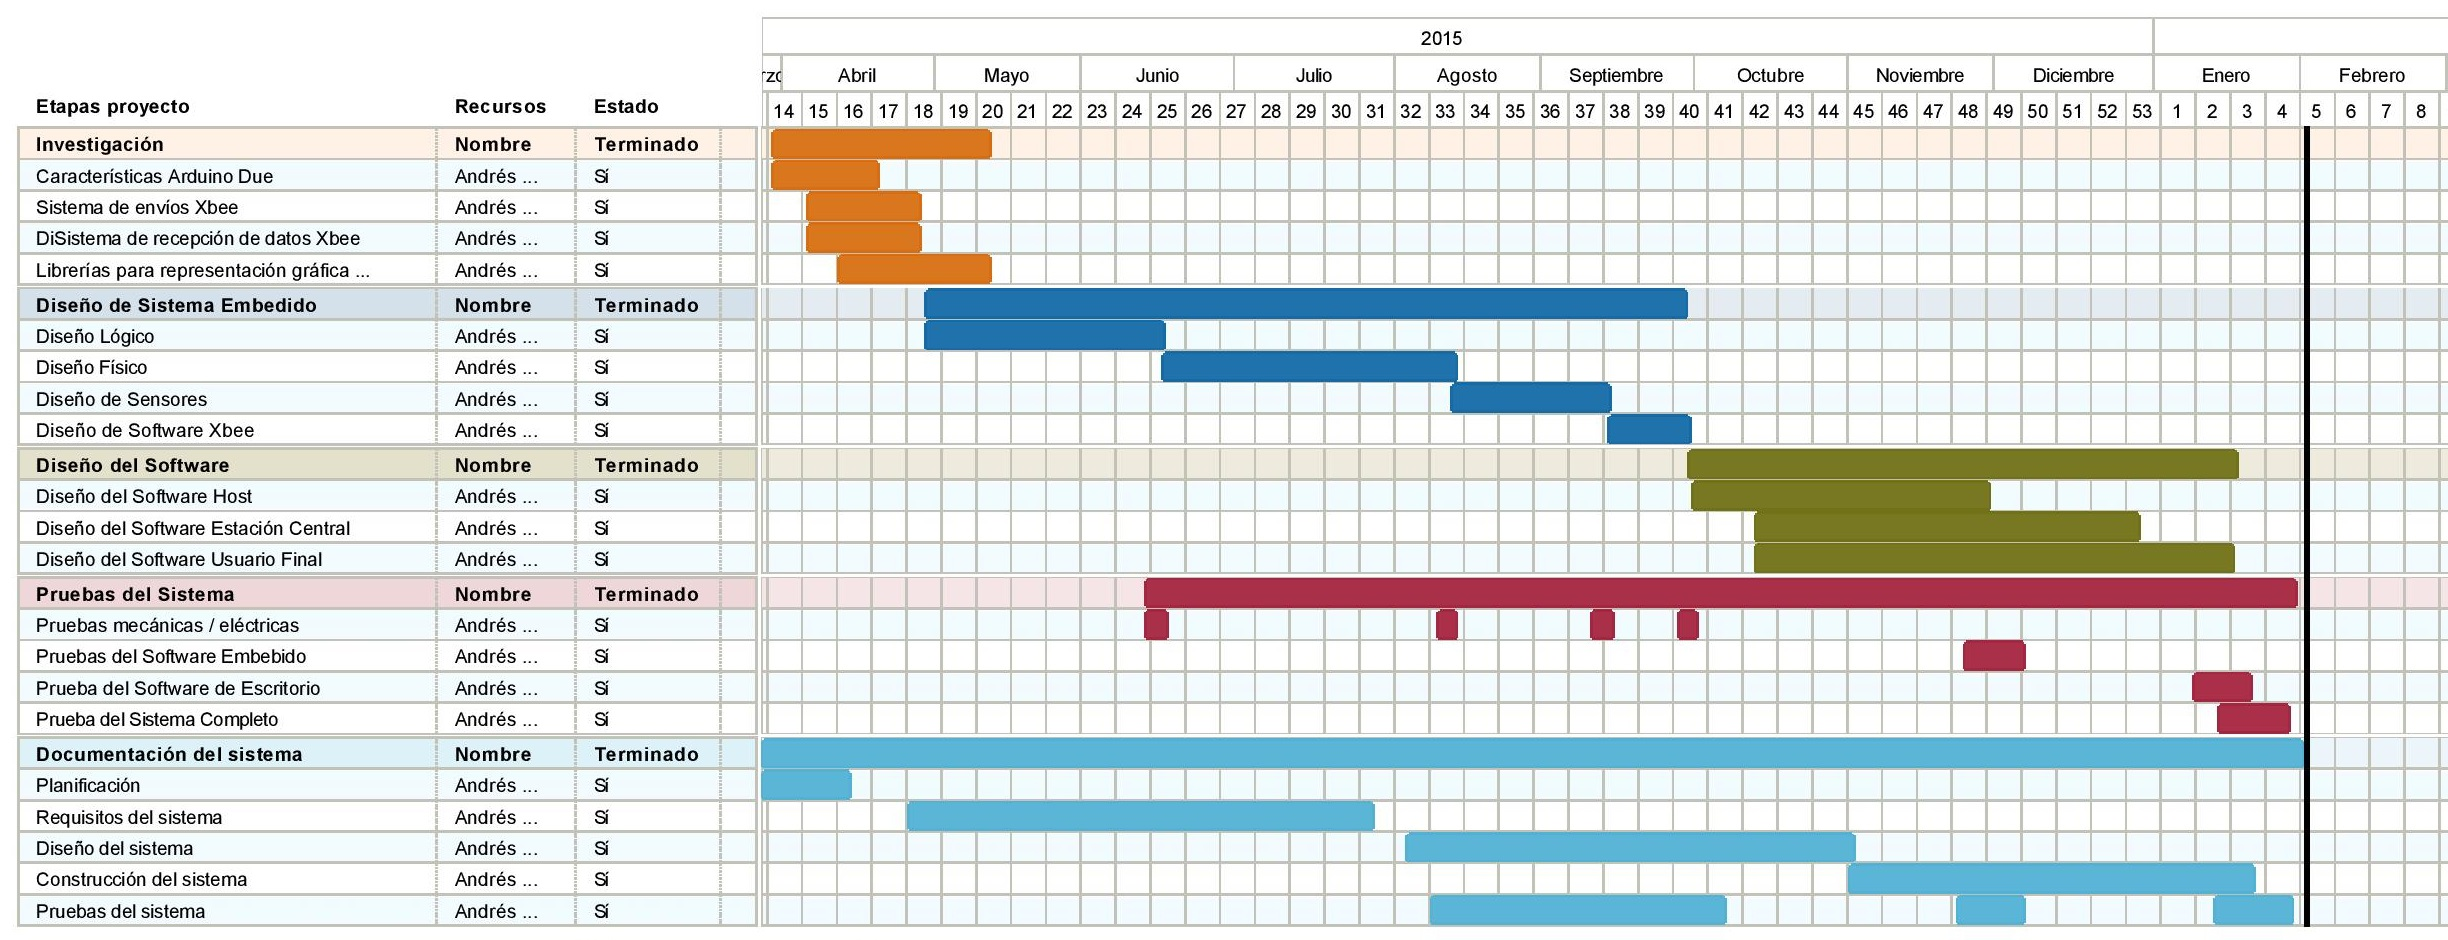 2015
rzo Abril Mayo Junio Julio Agosto Septiembre Octubre Noviembre Diciembre Enero Febrero
Etapas proyecto Recursos Estado 14 15 16 17 18 19 20 21 22 23 24 25 26 27 28 29 30 31 32 33 34 35 36 37 38 39 40 41 42 43 44 45 46 47 48 49 50 51 52 53 1 2 3 4 5 6 7 8
Investigación Nombre Terminado
Características Arduino Due Andrés ... Sí
Sistema de envíos Xbee Andrés ... Sí
DiSistema de recepción de datos Xbee Andrés ... Sí
Librerías para representación gráfica ... Andrés ... Sí
Diseño de Sistema Embedido Nombre Terminado
Diseño Lógico Andrés ... Sí
Diseño Físico Andrés ... Sí
Diseño de Sensores Andrés ... Sí
Diseño de Software Xbee Andrés ... Sí
Diseño del Software Nombre Terminado
Diseño del Software Host Andrés ... Sí
Diseño del Software Estación Central Andrés ... Sí
Diseño del Software Usuario Final Andrés ... Sí
Pruebas del Sistema Nombre Terminado
Pruebas mecánicas / eléctricas Andrés ... Sí
Pruebas del Software Embebido Andrés ... Sí
Prueba del Software de Escritorio Andrés ... Sí
Prueba del Sistema Completo Andrés ... Sí
Documentación del sistema Nombre Terminado
Planificación Andrés ... Sí
Requisitos del sistema Andrés ... Sí
Diseño del sistema Andrés ... Sí
Construcción del sistema Andrés ... Sí
Pruebas del sistema Andrés ... Sí